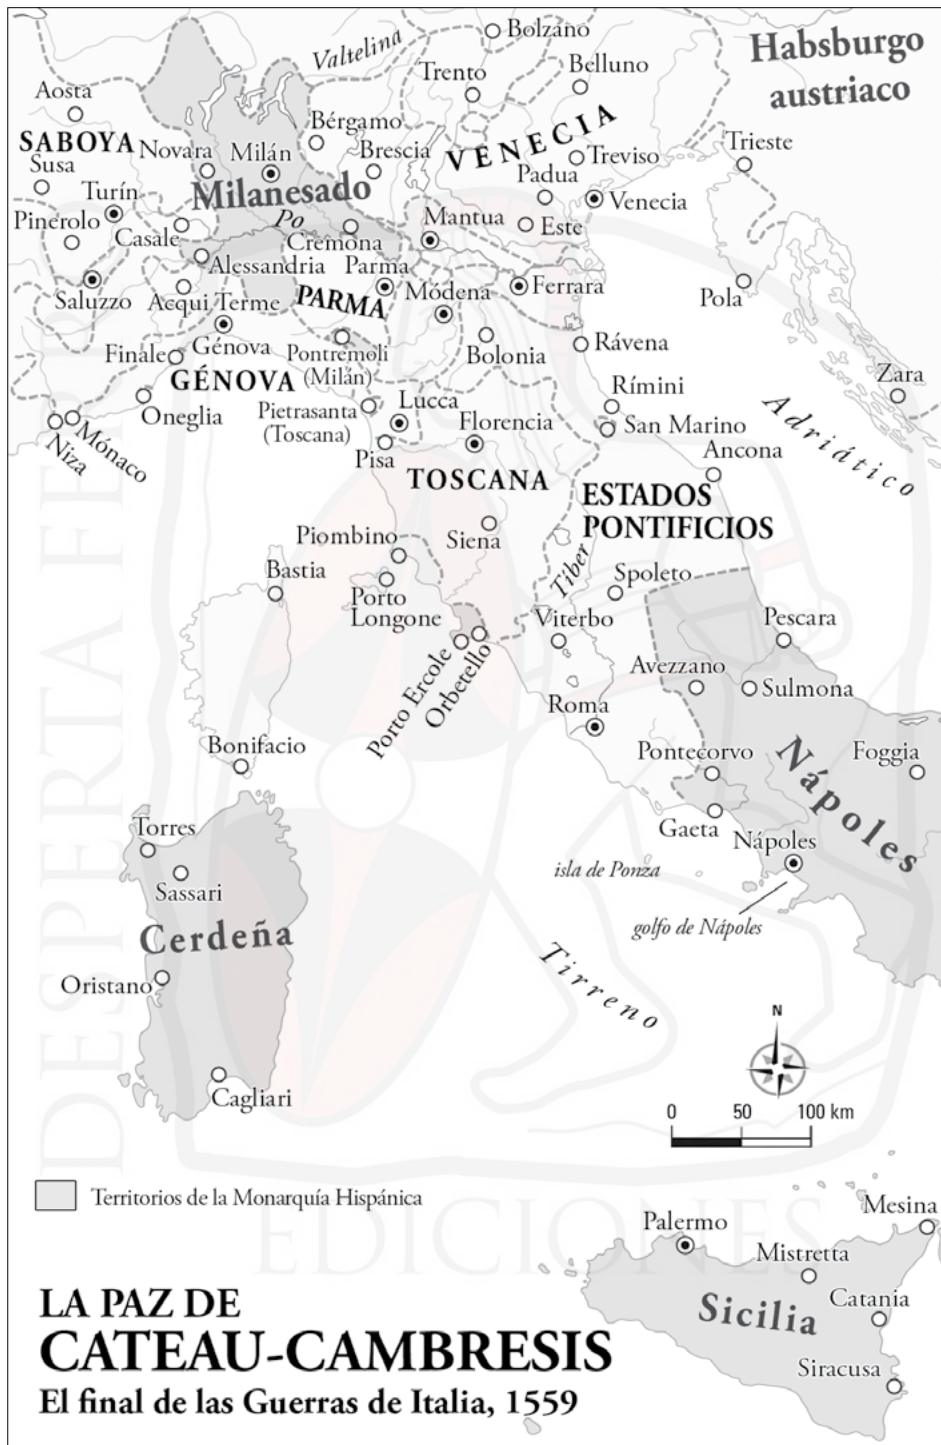 Bolzano
Valtelina
Habsburgo
austriaco
Trento
Belluno
Aosta
SABOYA
Bérgamo
VENECIA
Susa
Novara
Milán
Brescia
Treviso
Trieste
Padua
Turín
Milanesado
Venecia
Pinerolo
Po
Mantua
Este
Casale
Cremona
Alessandria
Parma
Saluzzo
Acqui Terme
PARMA
Módena
Ferrara
Pola
Finale
Génova
Pontremoli
(Milán)
Bolonia
Rávena
GÉNOVA
Oneglia
Pietrasanta
(Toscana)
Lucca
Florencia
Rímini
San Marino
Zara
Adriático
Niza
Mónaco
Pisa
TOSCANA
Ancona
ESTADOS
PONTIFICIOS
Siena
Piombino
Bastia
Porto
Longone
Tiber
Spoleto
Viterbo
Pescara
Porto Ercole
Orbetello
Avezzano
Sulmona
Roma
Bonifacio
Pontecorvo
Nápoles
Foggia
Gaeta
Nápoles
Torres
Sassari
isla de Ponza
golfo de Nápoles
Cerdeña
Tirreno
Oristano
Cagliari
N
0 50 100 km
Territorios de la Monarquía Hispánica
Mesina
Palermo
Mistretta
Sicilia
Catania
Siracusa
LA PAZ DE
CATEAU-CAMBRESIS
El final de las Guerras de Italia, 1559
DESPERTA FERRO
EDICIONES